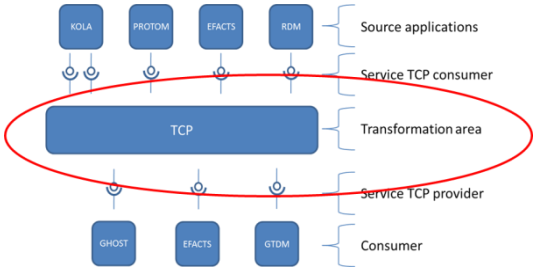 KOLA PROTOM EFACTS RDM Source applications
Service TCP consumer
TCP Transformation area
Service TCP provider
GHOST EFACTS GTDM Consumer